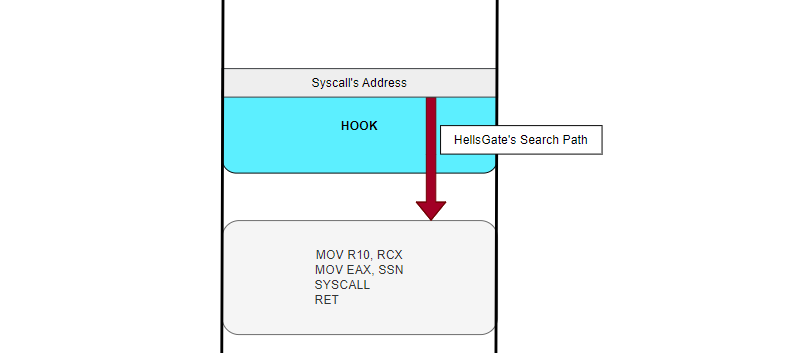 Syscall's Address
HOOK
HellsGate's Search Path
MOV R10, RCX
MOV EAX, SSN
SYSCALL
RET